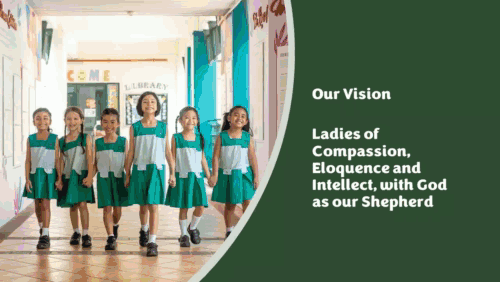 COME
LIBRARY
Our Vision
Ladies of
Compassion,
Eloquence and
Intellect, with God
as our Shepherd